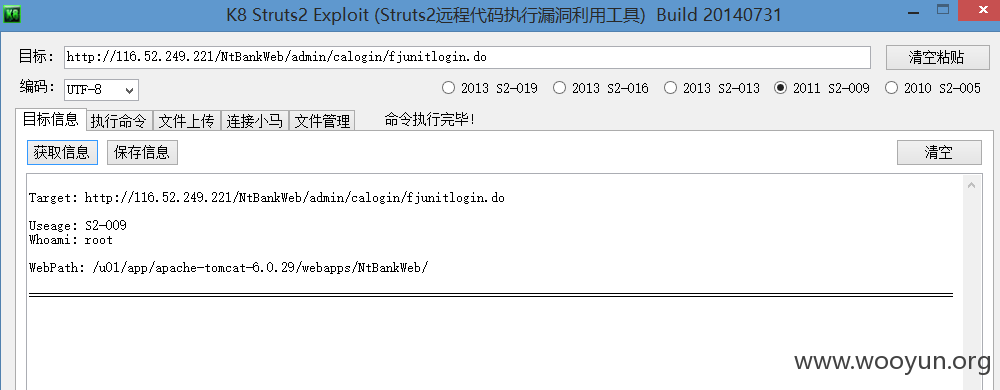 K8 Struts2 Exploit (Struts2远程代码执行漏洞利用工具) Build 20140731
目标: http://116.52.249.221/NtBankWeb/admin/calogin/fjunitlogin.do 清空粘贴
编码: UTF-8 2013 S2-019 2013 S2-016 2013 S2-013 2011 S2-009 2010 S2-005
目标信息 执行命令 文件上传 连接小马 文件管理 命令执行完毕!
获取信息 保存信息 清空
Target: http://116.52.249.221/NtBankWeb/admin/calogin/fjunitlogin.do
Useage: S2-009
Whoami: root
WebPath: /u01/app/apache-tomcat-6.0.29/webapps/NtBankWeb/
www.wooyun.org